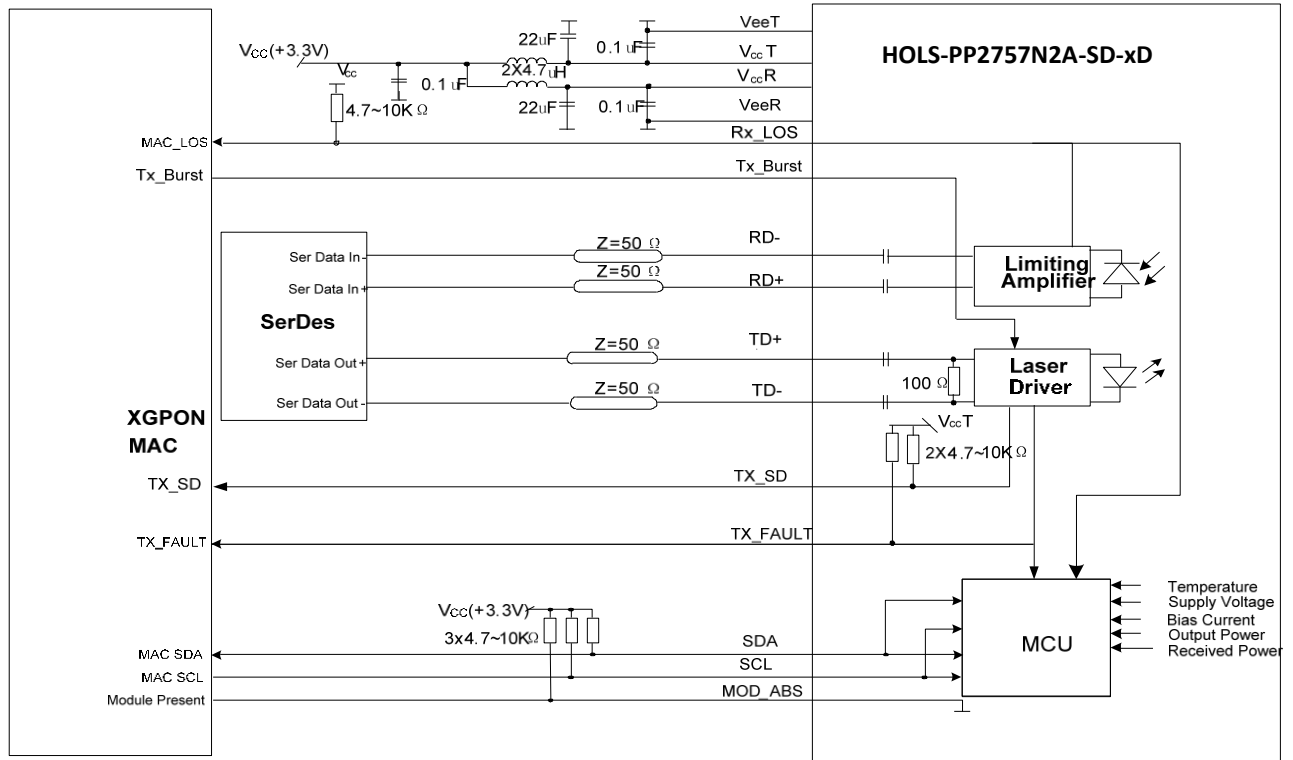 VeeT
HOLS-PP2757N2A-SD-xD
22uF
0.1 uF
Vcc(+3.3V)
VccT
Vcc
0.1 uF
2X4.7uH
VccR
4.7~10KΩ
22uF
0.1 uF
VeeR
MAC_LOS
Rx_LOS
Tx_Burst
Tx_Burst
Z=50 Ω
RD-
Ser Data In-
Limiting
Amplifier
Z=50 Ω
RD+
Ser Data In+
SerDes
Z=50 Ω
TD+
Ser Data Out+
Laser
Driver
100 Ω
Z=50 Ω
TD-
Ser Data Out-
XGPON
MAC
VccT
2X4.7~10KΩ
TX_SD
TX_SD
TX_FAULT
TX_FAULT
Temperature
Supply Voltage
Bias Current
Output Power
Received Power
Vcc(+3.3V)
3x4.7~10KΩ
MCU
MAC SDA
SDA
MAC SCL
SCL
Module Present
MOD_ABS